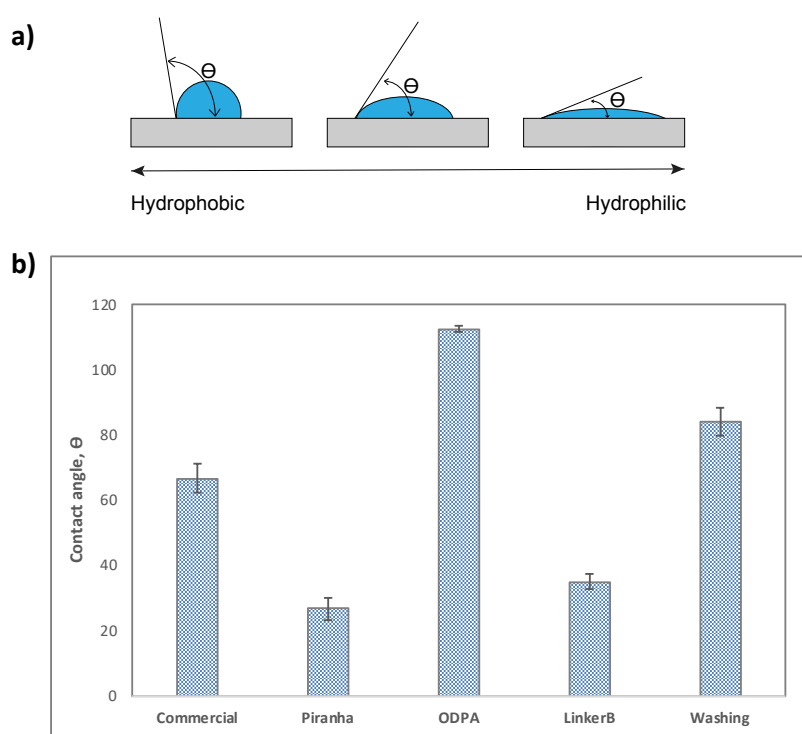 a)
Ɵ
Ɵ
Ɵ
Hydrophobic
Hydrophilic
b)
120
100
80
60
40
20
0
Contact angle, Ɵ
Commercial
Piranha
ODPA
LinkerB
Washing